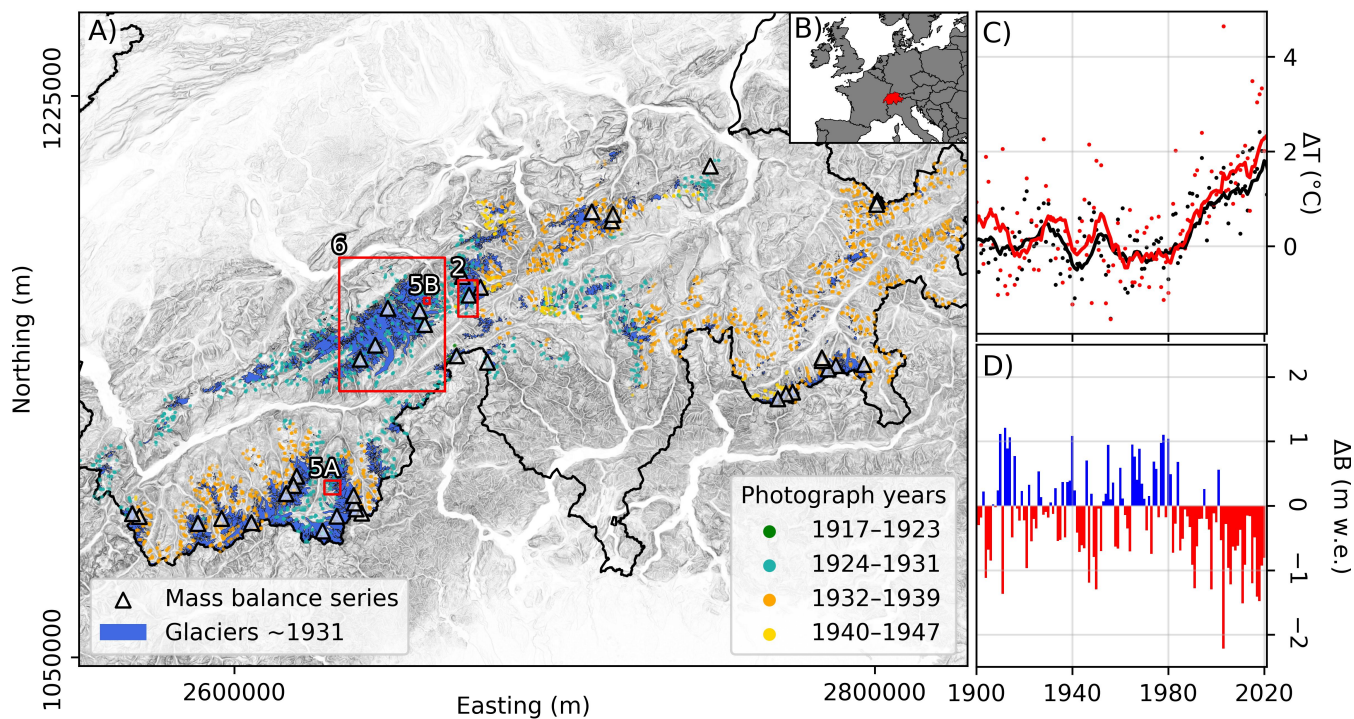 A)
B)
C)
D)
1225000
1050000
Northing (m)
6
5B
2
5A
Mass balance series
Glaciers ~1931
Photograph years
1917–1923
1924–1931
1932–1939
1940–1947
2600000
2800000
Easting (m)
4
2
0
ΔT (°C)
2
1
0
−1
−2
ΔB (m w.e.)
1900
1940
1980
2020